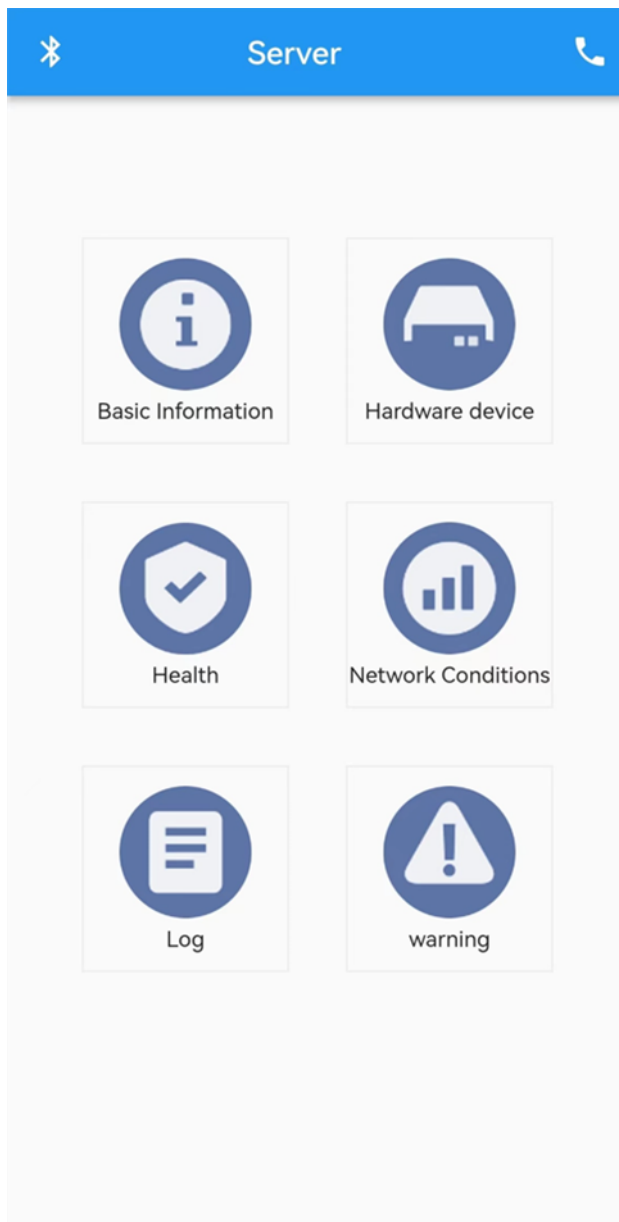 Server
Basic Information
Hardware device
Health
Network Conditions
Log
warning